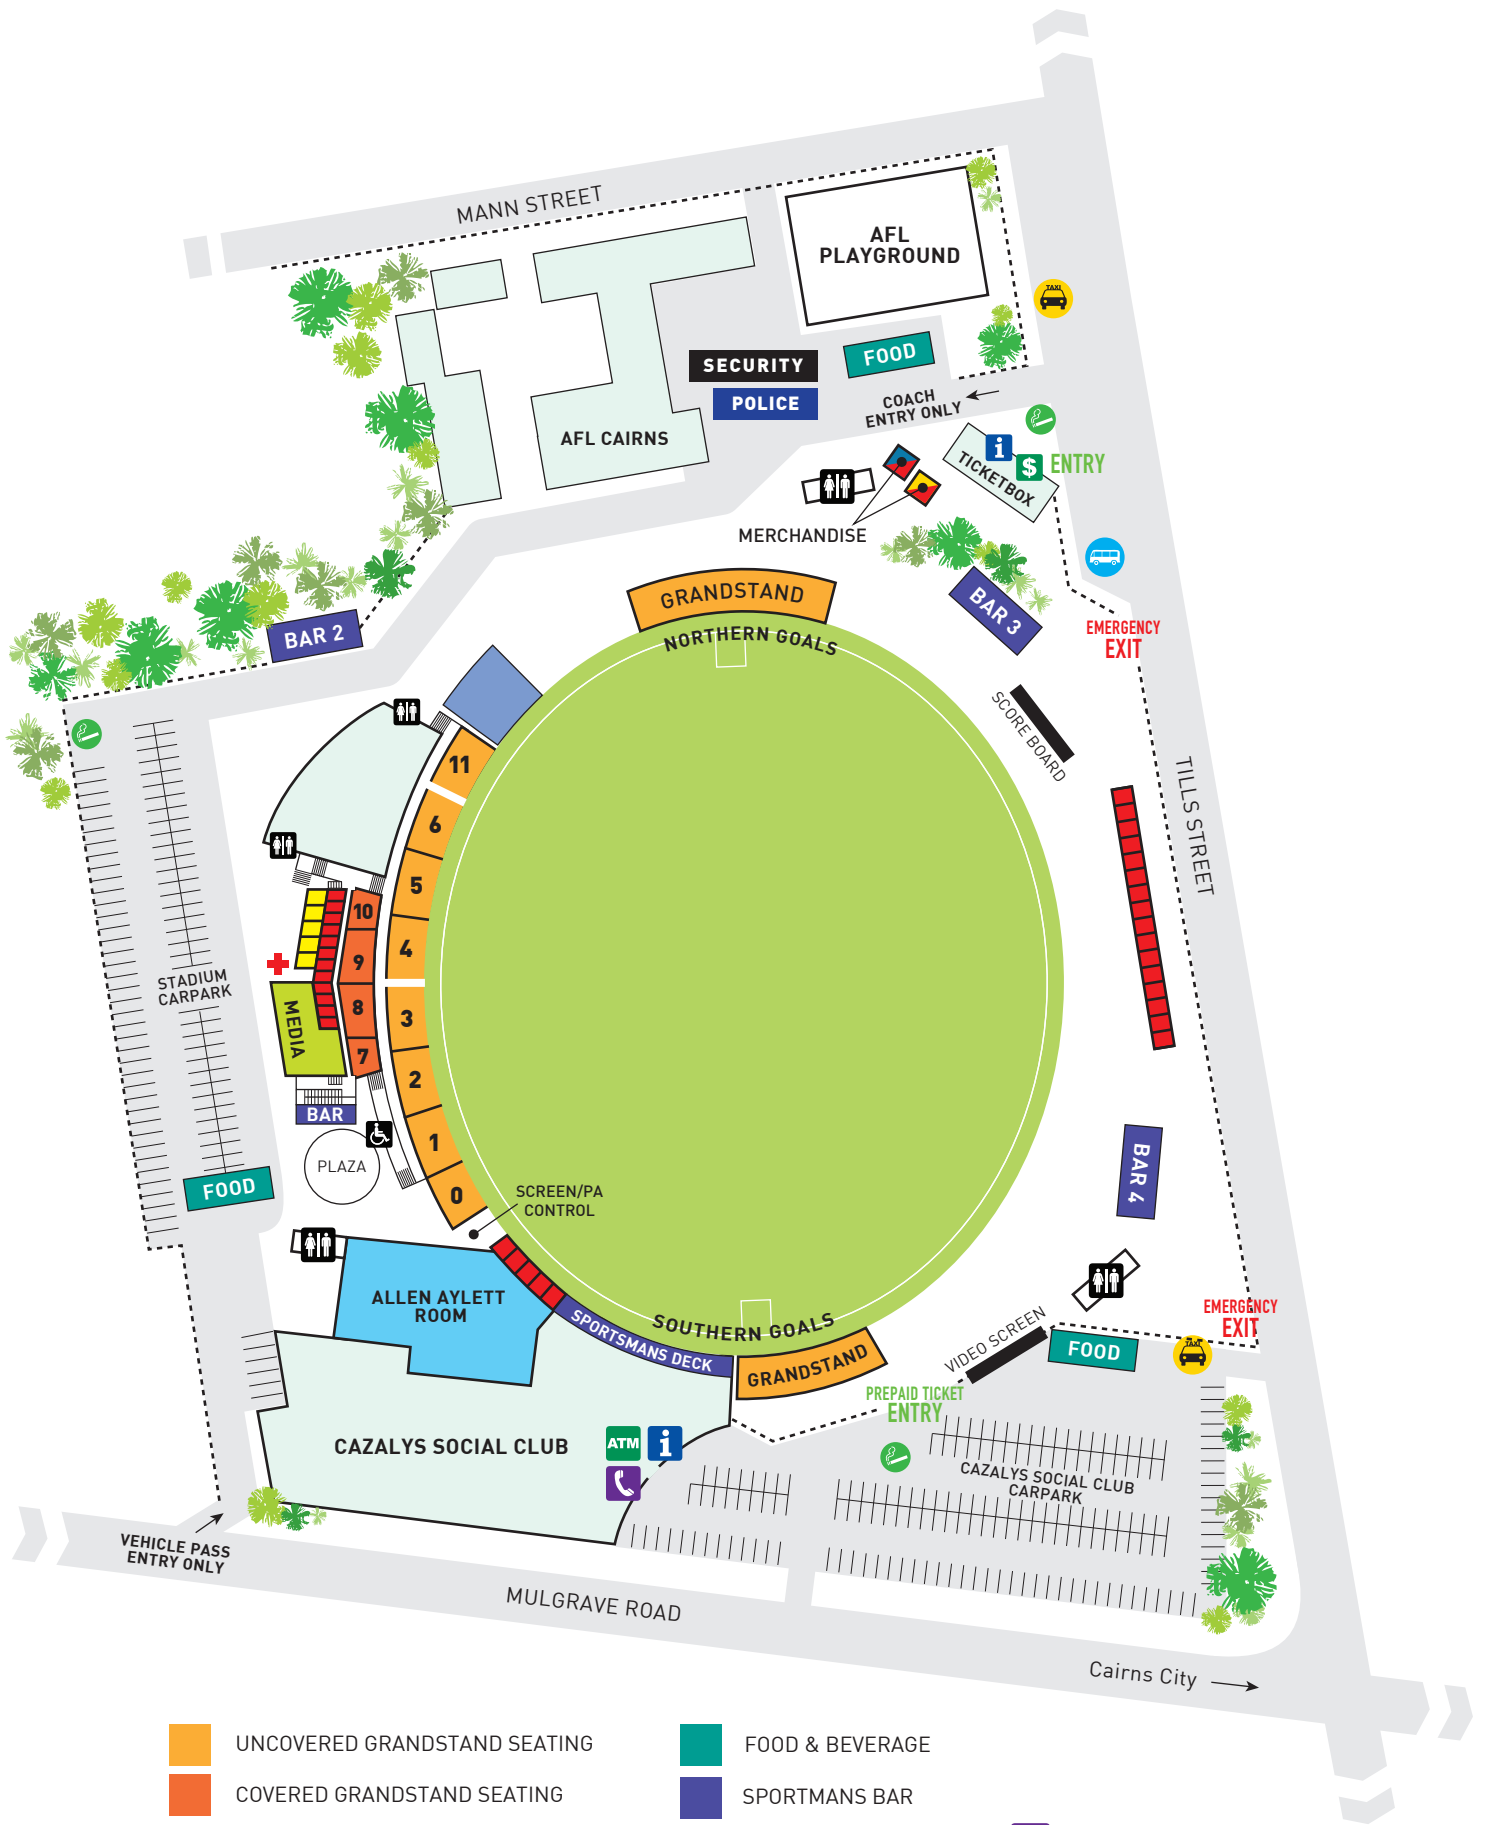 MANN STREET
AFL
PLAYGROUND
TAXI
SECURITY
FOOD
POLICE
COACH
ENTRY ONLY
AFL CAIRNS
i
$
ENTRY
TICKETBOX
MERCHANDISE
GRANDSTAND
BAR 3
BAR 2
NORTHERN GOALS
EMERGENCY
EXIT
SCORE BOARD
TILLS STREET
11
6
5
10
4
9
STADIUM
CARPARK
8
3
MEDIA
7
2
BAR
1
PLAZA
BAR 4
FOOD
0
SCREEN/PA
CONTROL
ALLEN AYLETT
ROOM
SPORTSMANS DECK
SOUTHERN GOALS
GRANDSTAND
VIDEO SCREEN
FOOD
EMERGENCY
EXIT
TAXI
PREPAID TICKET
ENTRY
CAZALYS SOCIAL CLUB
ATM
i
CAZALYS SOCIAL CLUB
CARPARK
VEHICLE PASS
ENTRY ONLY
MULGRAVE ROAD
Cairns City
UNCOVERED GRANDSTAND SEATING
FOOD & BEVERAGE
COVERED GRANDSTAND SEATING
SPORTMANS BAR